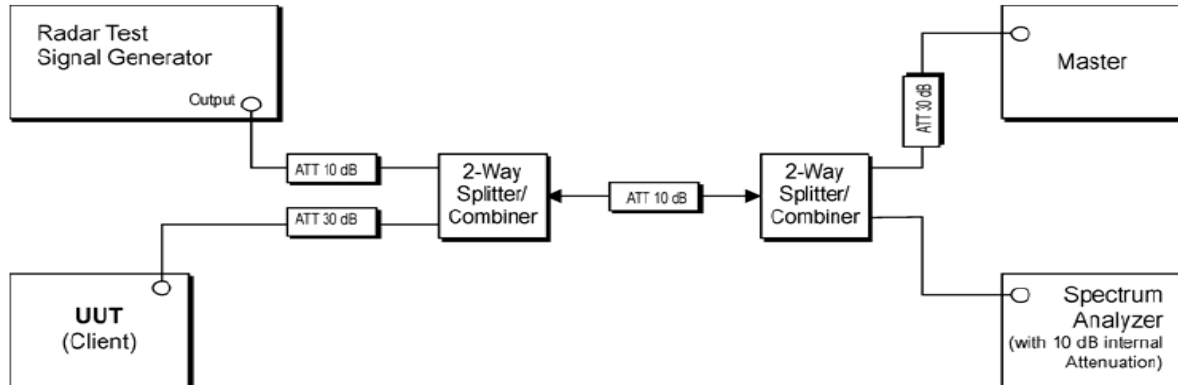 Radar Test
Signal Generator
Output
ATT 10 dB
2-Way
Splitter/
Combiner
ATT 30 dB
UUT
(Client)
ATT 10 dB
2-Way
Splitter/
Combiner
ATT 30 dB
Master
Spectrum
Analyzer
(with 10 dB internal
Attenuation)